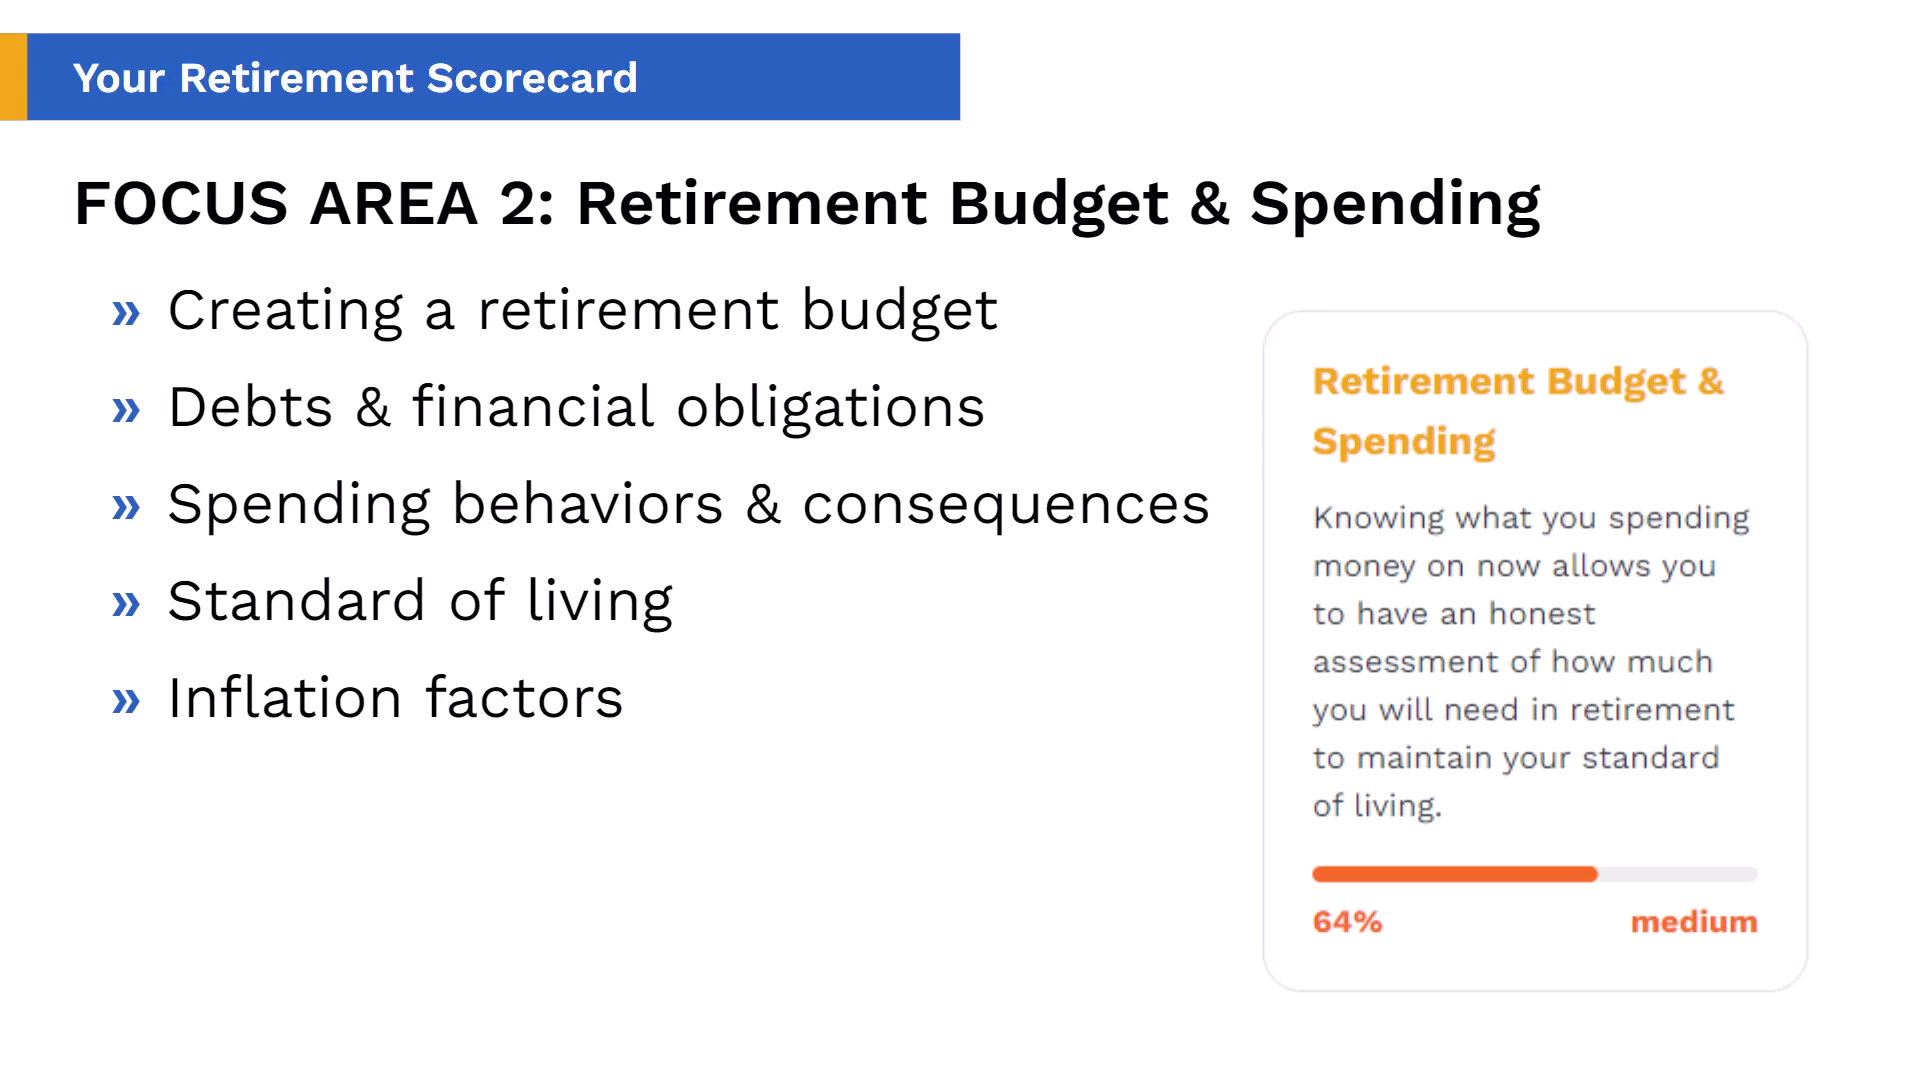 Your Retirement Scorecard
FOCUS AREA 2: Retirement Budget & Spending
» Creating a retirement budget
» Debts & financial obligations
» Spending behaviors & consequences
» Standard of living
» Inflation factors
Retirement Budget &
Spending
Knowing what you spending
money on now allows you
to have an honest
assessment of how much
you will need in retirement
to maintain your standard
of living.
64% medium